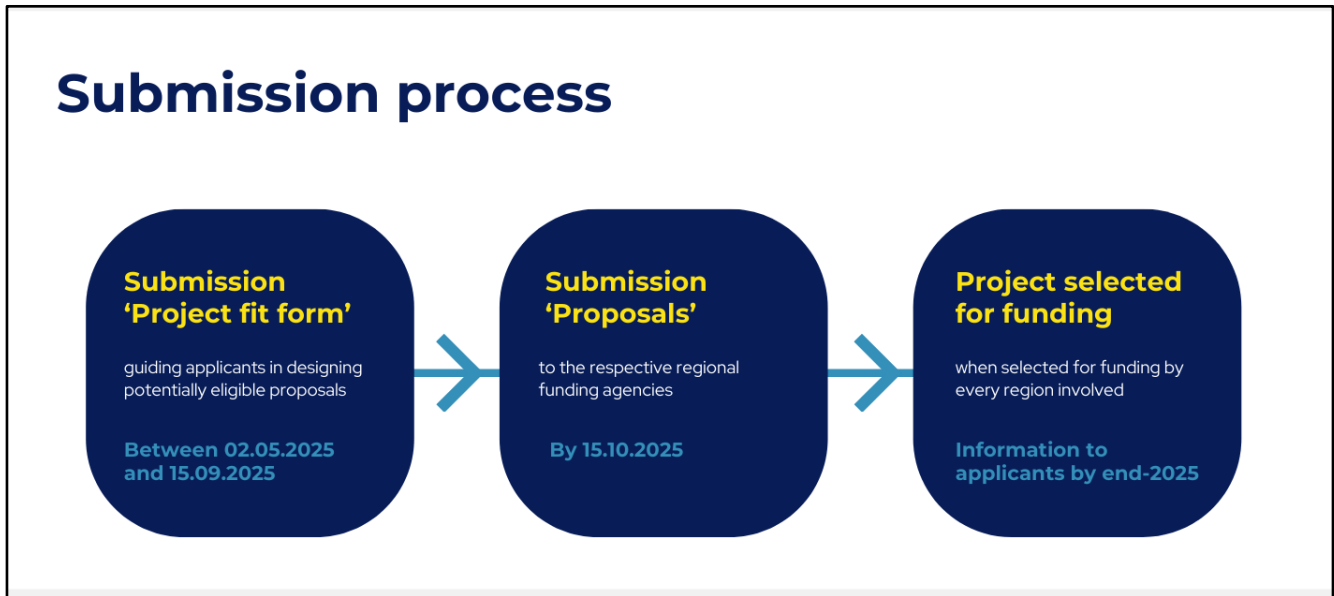 Submission process
Submission
‘Project fit form’
guiding applicants in designing
potentially eligible proposals
Between 02.05.2025
and 15.09.2025
Submission
‘Proposals’
to the respective regional
funding agencies
By 15.10.2025
Project selected
for funding
when selected for funding by
every region involved
Information to
applicants by end-2025